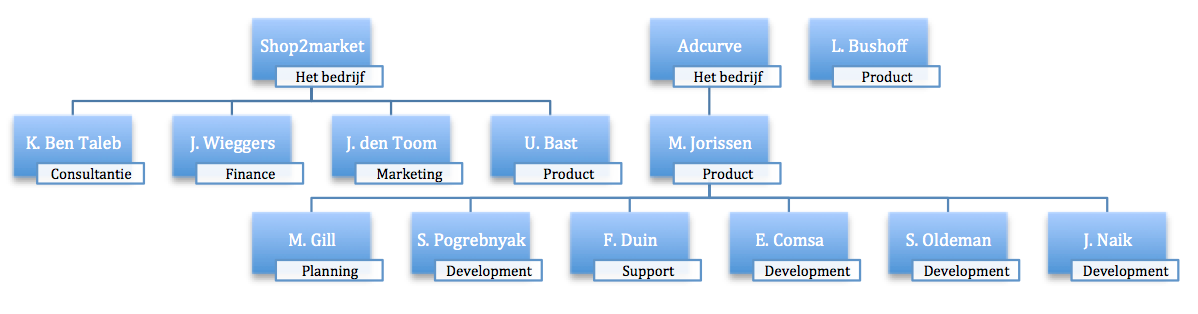 Shop2market
Het bedrijf
Adcurve
Het bedrijf
L. Bushoff
Product
K. Ben Taleb
Consultantie
J. Wieggers
Finance
J. den Toom
Marketing
U. Bast
Product
M. Jorissen
Product
M. Gill
Planning
S. Pogrebnyak
Development
F. Duin
Support
E. Comsa
Development
S. Oldeman
Development
J. Naik
Development